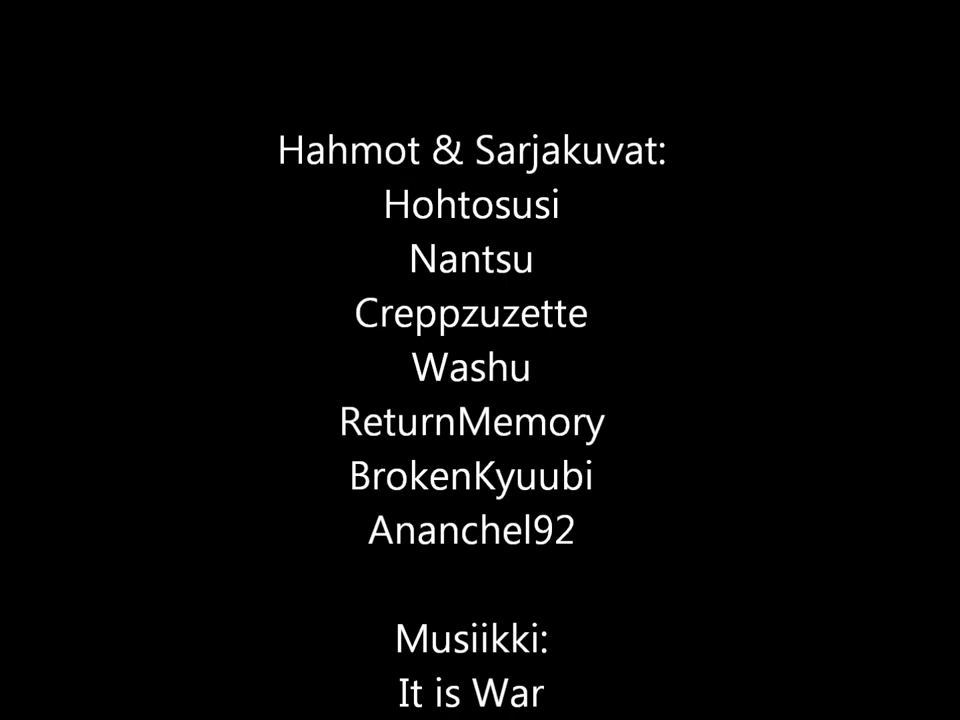 Hahmot & Sarjakuvat:
Hohtosusi
Nantsu
Creppzuzette
Washu
ReturnMemory
BrokenKyuubi
Ananchel92
Musiikki:
It is War